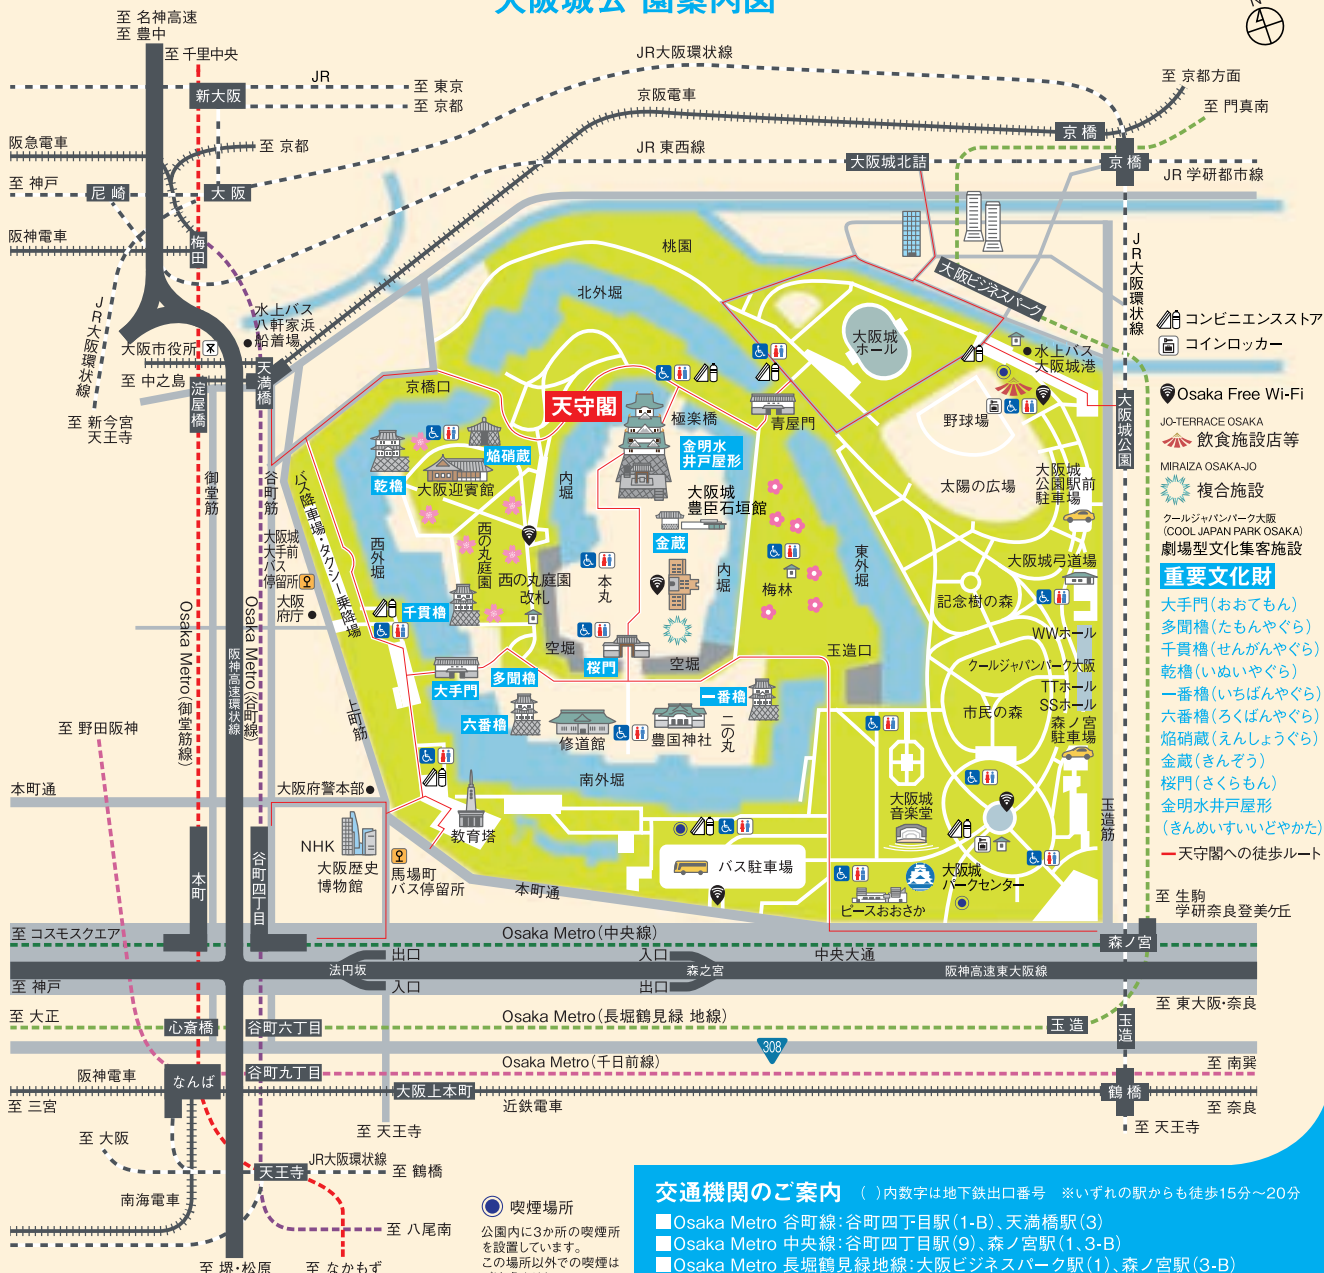 大阪城公 園案内図
N
至 名神高速
至 豊中
至 千里中央
JR
至 東京
新大阪
至 京都
阪急電車
至 京都
至 神戸
尼崎
大阪
阪神電車
梅田
JR大阪環状線
京阪電車
JR 東西線
大阪城北詰
京橋
京橋
至 京都方面
至 門真南
JR 学研都市線
JR大阪環状線
JR大阪環状線
水上バス
八軒家浜
船着場
大阪市役所
天満橋
至 中之島
淀屋橋
至 新今宮
天王寺
御堂筋
谷町筋
バス降車場・タクシー乗降場
大阪城
大手前
バス
停留所
大阪
府庁
Osaka Metro(御堂筋線)
Osaka Metro(谷町線)
阪神高速環状線
上町筋
至 野田阪神
本町通
大阪府警本部
本町
谷町四丁目
NHK
大阪歴史
博物館
馬場町
バス停留所
本町通
教育塔
桃園
北外堀
京橋口
天守閣
極楽橋
金明水
井戸屋形
青屋門
大阪城
ホール
大阪ビジネスパーク
水上バス
大阪城港
野球場
大阪城公園
太陽の広場
大阪城
公園駅前
駐車場
大阪城弓道場
記念樹の森
WWホール
クールジャパンパーク大阪
TTホール
SSホール
市民の森
森ノ宮
駐車場
乾櫓
焔硝蔵
大阪迎賓館
内堀
大阪城
豊臣石垣館
金蔵
西外堀
西の丸庭園
西の丸庭園
改札
本丸
内堀
梅林
東外堀
千貫櫓
空堀
空堀
桜門
玉造口
大手門
多聞櫓
六番櫓
修道館
豊国神社
一番櫓
二の丸
南外堀
大阪城
音楽堂
バス駐車場
大阪城
パークセンター
ピースおおさか
玉造筋
コンビニエンスストア
コインロッカー
Osaka Free Wi-Fi
JO-TERRACE OSAKA
飲食施設店等
MIRAIZA OSAKA-JO
複合施設
クールジャパンパーク大阪
(COOL JAPAN PARK OSAKA)
劇場型文化集客施設
重要文化財
大手門(おおてもん)
多聞櫓(たもんやぐら)
千貫櫓(せんがんやぐら)
乾櫓(いぬいやぐら)
一番櫓(いちばんやぐら)
六番櫓(ろくばんやぐら)
焔硝蔵(えんしょうぐら)
金蔵(きんぞう)
桜門(さくらもん)
金明水井戸屋形
(きんめいすいいどやかた)
天守閣への徒歩ルート
至 生駒
学研奈良登美ケ丘
至 コスモスクエア
Osaka Metro(中央線)
森ノ宮
出口
入口
中央大通
法円坂
森之宮
阪神高速東大阪線
至 神戸
入口
出口
至 東大阪・奈良
至 大正
心斎橋
谷町六丁目
Osaka Metro(長堀鶴見緑 地線)
玉造
玉造
308
阪神電車
なんば
谷町九丁目
Osaka Metro(千日前線)
至 南巽
大阪上本町
鶴橋
至 三宮
近鉄電車
至 奈良
至 大阪
至 天王寺
至 天王寺
JR大阪環状線
天王寺
至 鶴橋
南海電車
至 八尾南
至 堺・松原
至 なかもず
喫煙場所
公園内に3か所の喫煙所
を設置しています。
この場所以外での喫煙は
交通機関のご案内 ( )内数字は地下鉄出口番号 ※いずれの駅からも徒歩15分〜20分
■Osaka Metro 谷町線：谷町四丁目駅(1-B)、天満橋駅(3)
■Osaka Metro 中央線：谷町四丁目駅(9)、森ノ宮駅(1、3-B)
■Osaka Metro 長堀鶴見緑地線：大阪ビジネスパーク駅(1)、森ノ宮駅(3-B)